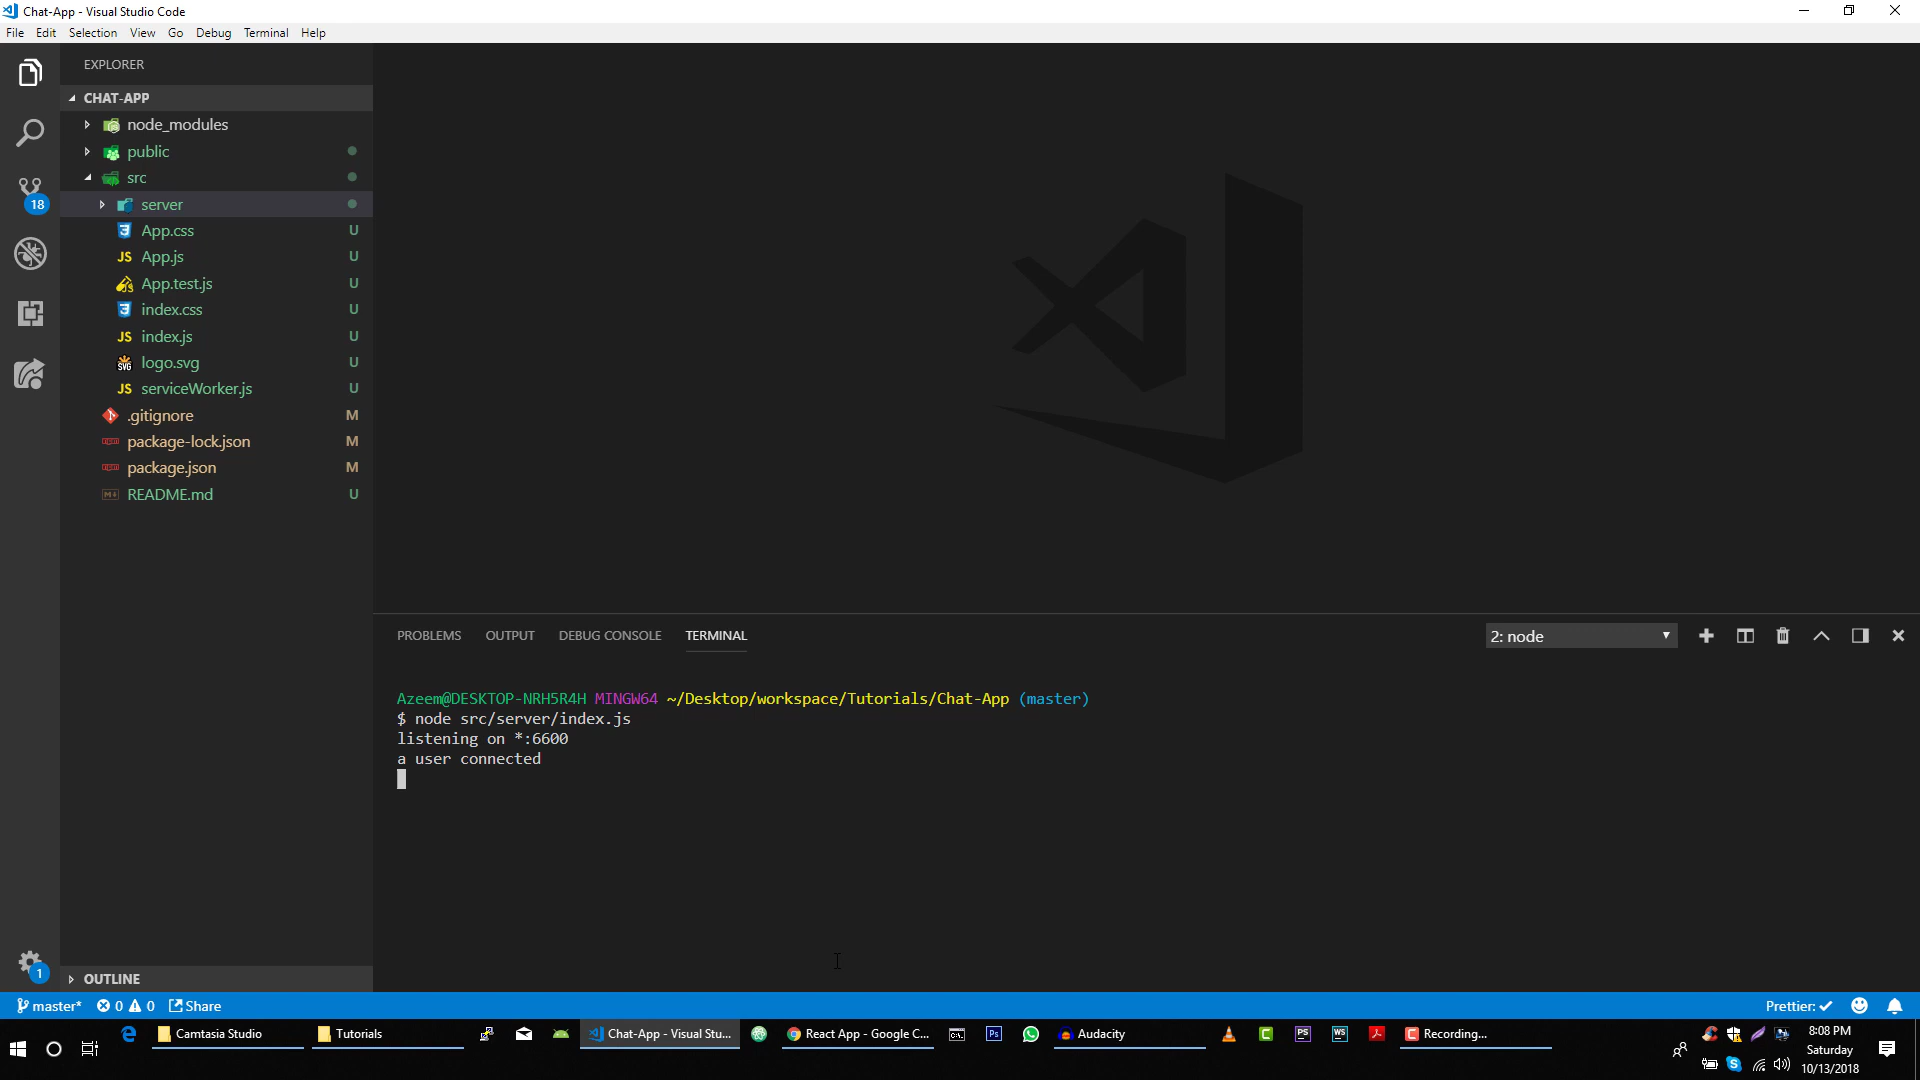 Chat-App - Visual Studio Code
File Edit Selection View Go Debug Terminal Help
EXPLORER
CHAT-APP
node_modules
public
src
server
App.css U
App.js U
App.test.js U
index.css U
index.js U
logo.svg U
serviceWorker.js U
.gitignore M
package-lock.json M
package.json M
README.md U
18
1
OUTLINE
PROBLEMS OUTPUT DEBUG CONSOLE TERMINAL
2: node
Azeem@DESKTOP-NRH5R4H MINGW64 ~/Desktop/workspace/Tutorials/Chat-App (master)
$ node src/server/index.js
listening on *:6600
a user connected
master* 0 0 Share
Prettier: ✓
Camtasia Studio
Tutorials
Chat-App - Visual Stu...
React App - Google C...
Audacity
Recording...
8:08 PM
Saturday
10/13/2018